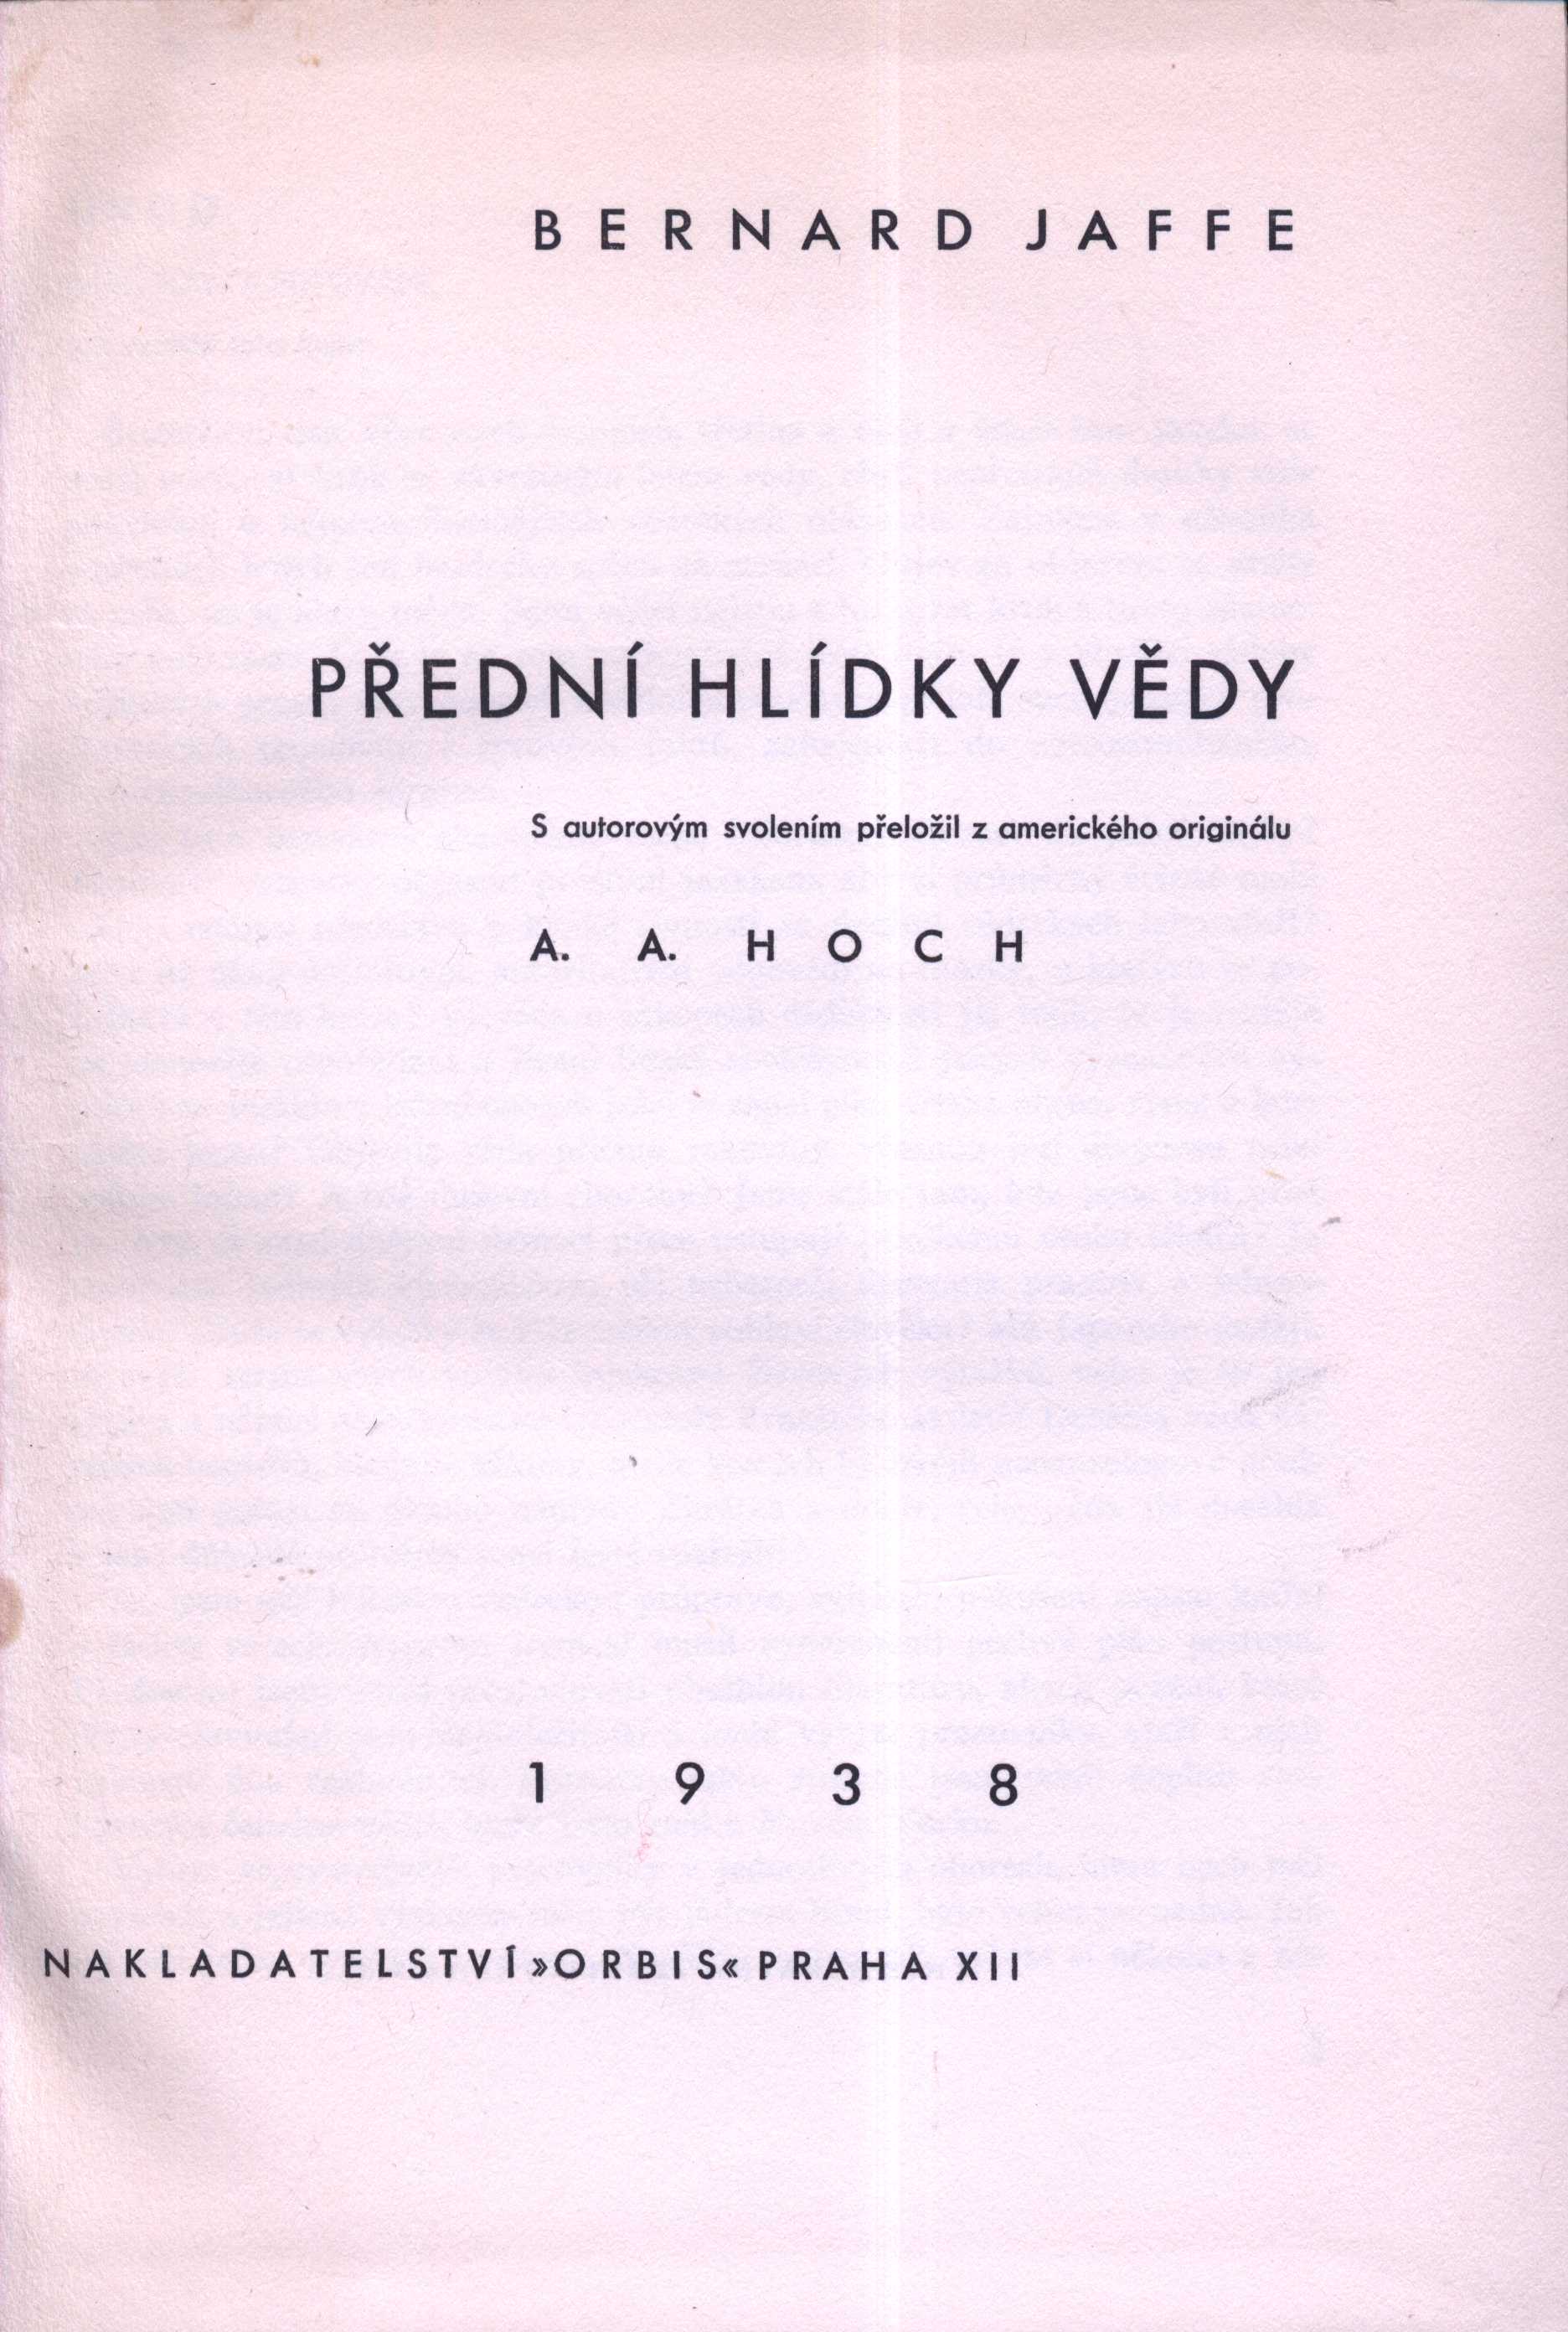 BERNARD JAFFE
PŘEDNÍ HLÍDKY VĚDY
S autorovým svolením přeložil z amerického originálu
A. A. HOCH
1938
NAKLADATELSTVÍ »ORBIS« PRAHA XII